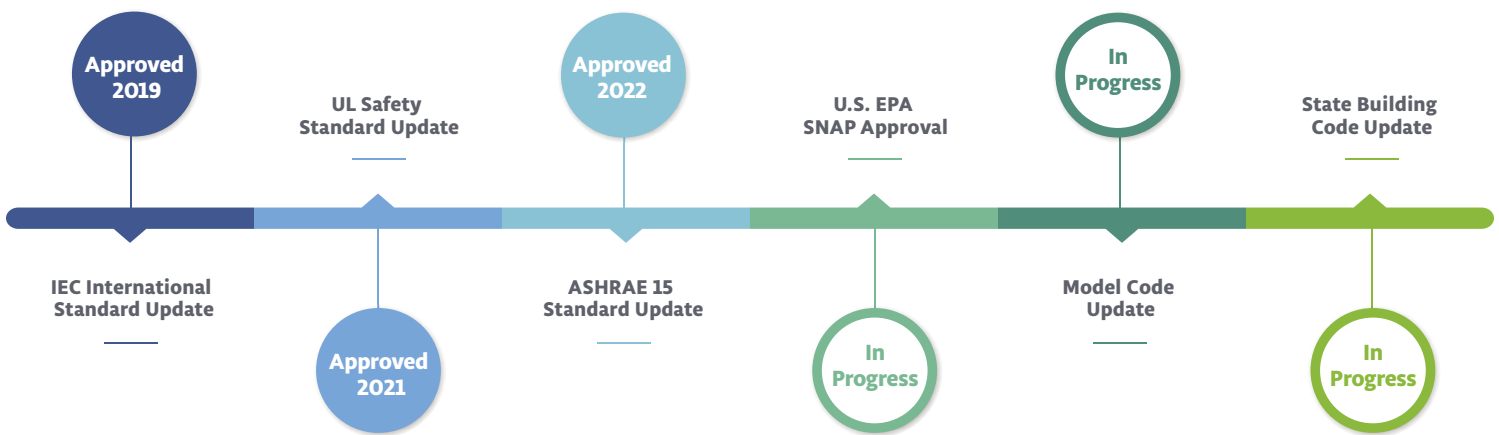 Approved
2019
IEC International
Standard Update
UL Safety
Standard Update
Approved
2021
Approved
2022
ASHRAE 15
Standard Update
U.S. EPA
SNAP Approval
In
Progress
In
Progress
Model Code
Update
State Building
Code Update
In
Progress